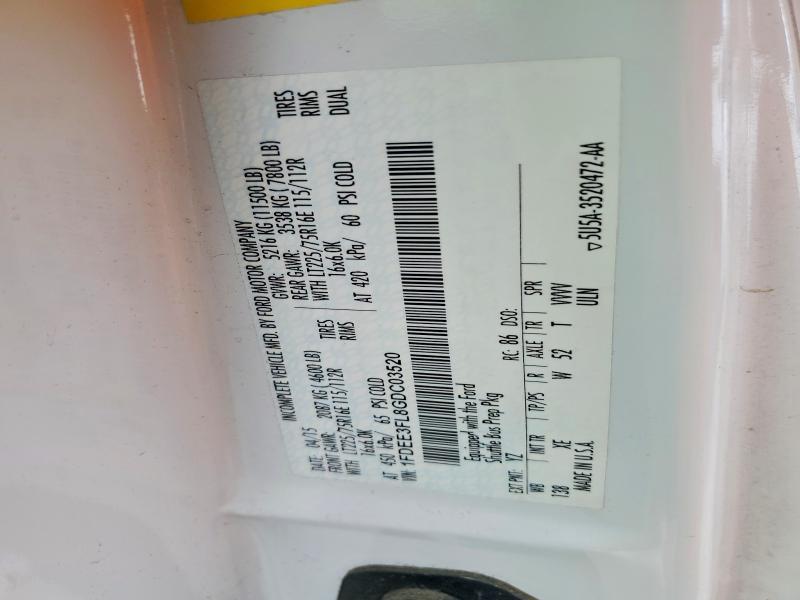 INCOMPLETE VEHICLE MFD. BY FORD MOTOR COMPANY
DATE: 04/15 GVWR: 5216 KG (11500 LB)
FRONT GAWR: 2087 KG (4600 LB) REAR GAWR: 3538 KG (7800 LB)
WITH LT225/75R16E 115/112R TIRES WITH LT225/75R16E 115/112R TIRES
16x6.0K RIMS 16x6.0K RIMS
AT 450 kPa/ 65 PSI COLD AT 420 kPa/ 60 PSI COLD DUAL
VIN: 1FDEE3FL8GDC03520
Equipped with the Ford
Shuttle Bus Prep Pkg
EXT PNT: YZ RC: 86 DSO:
WB INT TR TP/PS R AXLE TR SPR
138 XE W 52 T VVVV
MADE IN U.S.A. ULN
▽5U5A-3520472-AA